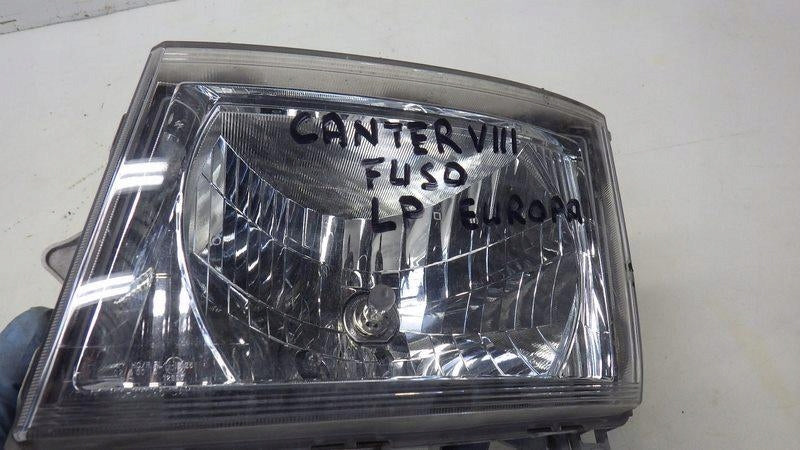 CANTER VIII
FUSO
LP EUROPA